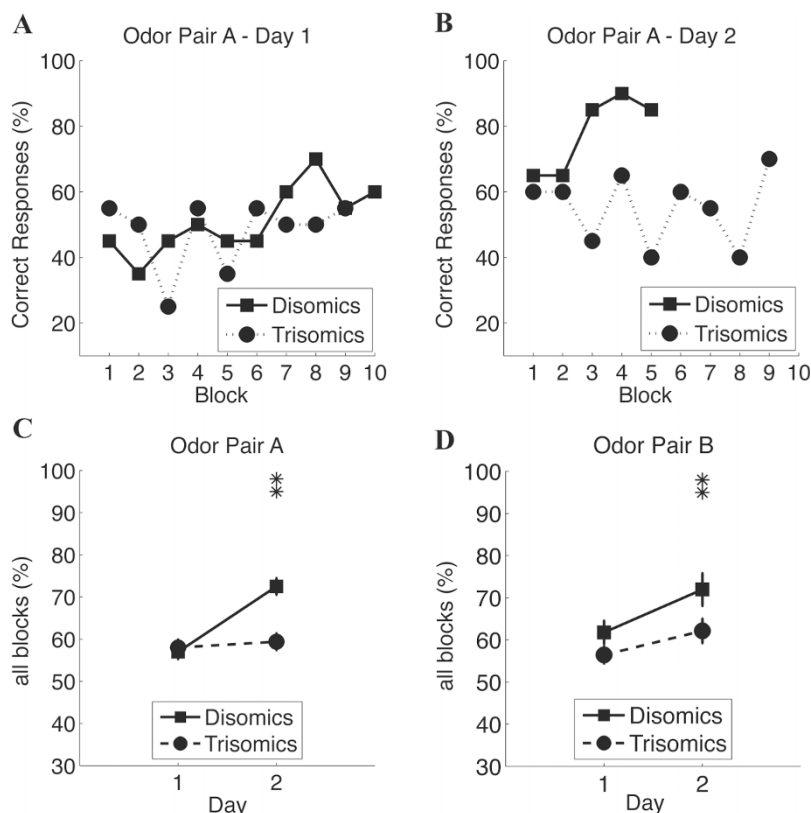 A
Odor Pair A - Day 1
Correct Responses (%)
100
80
60
40
20
1 2 3 4 5 6 7 8 9 10
Block
Disomics
Trisomics
B
Odor Pair A - Day 2
Correct Responses (%)
100
80
60
40
20
1 2 3 4 5 6 7 8 9 10
Block
Disomics
Trisomics
C
Odor Pair A
all blocks (%)
100
90
80
70
60
50
40
30
**
1 2
Day
Disomics
Trisomics
D
Odor Pair B
all blocks (%)
100
90
80
70
60
50
40
30
**
1 2
Day
Disomics
Trisomics